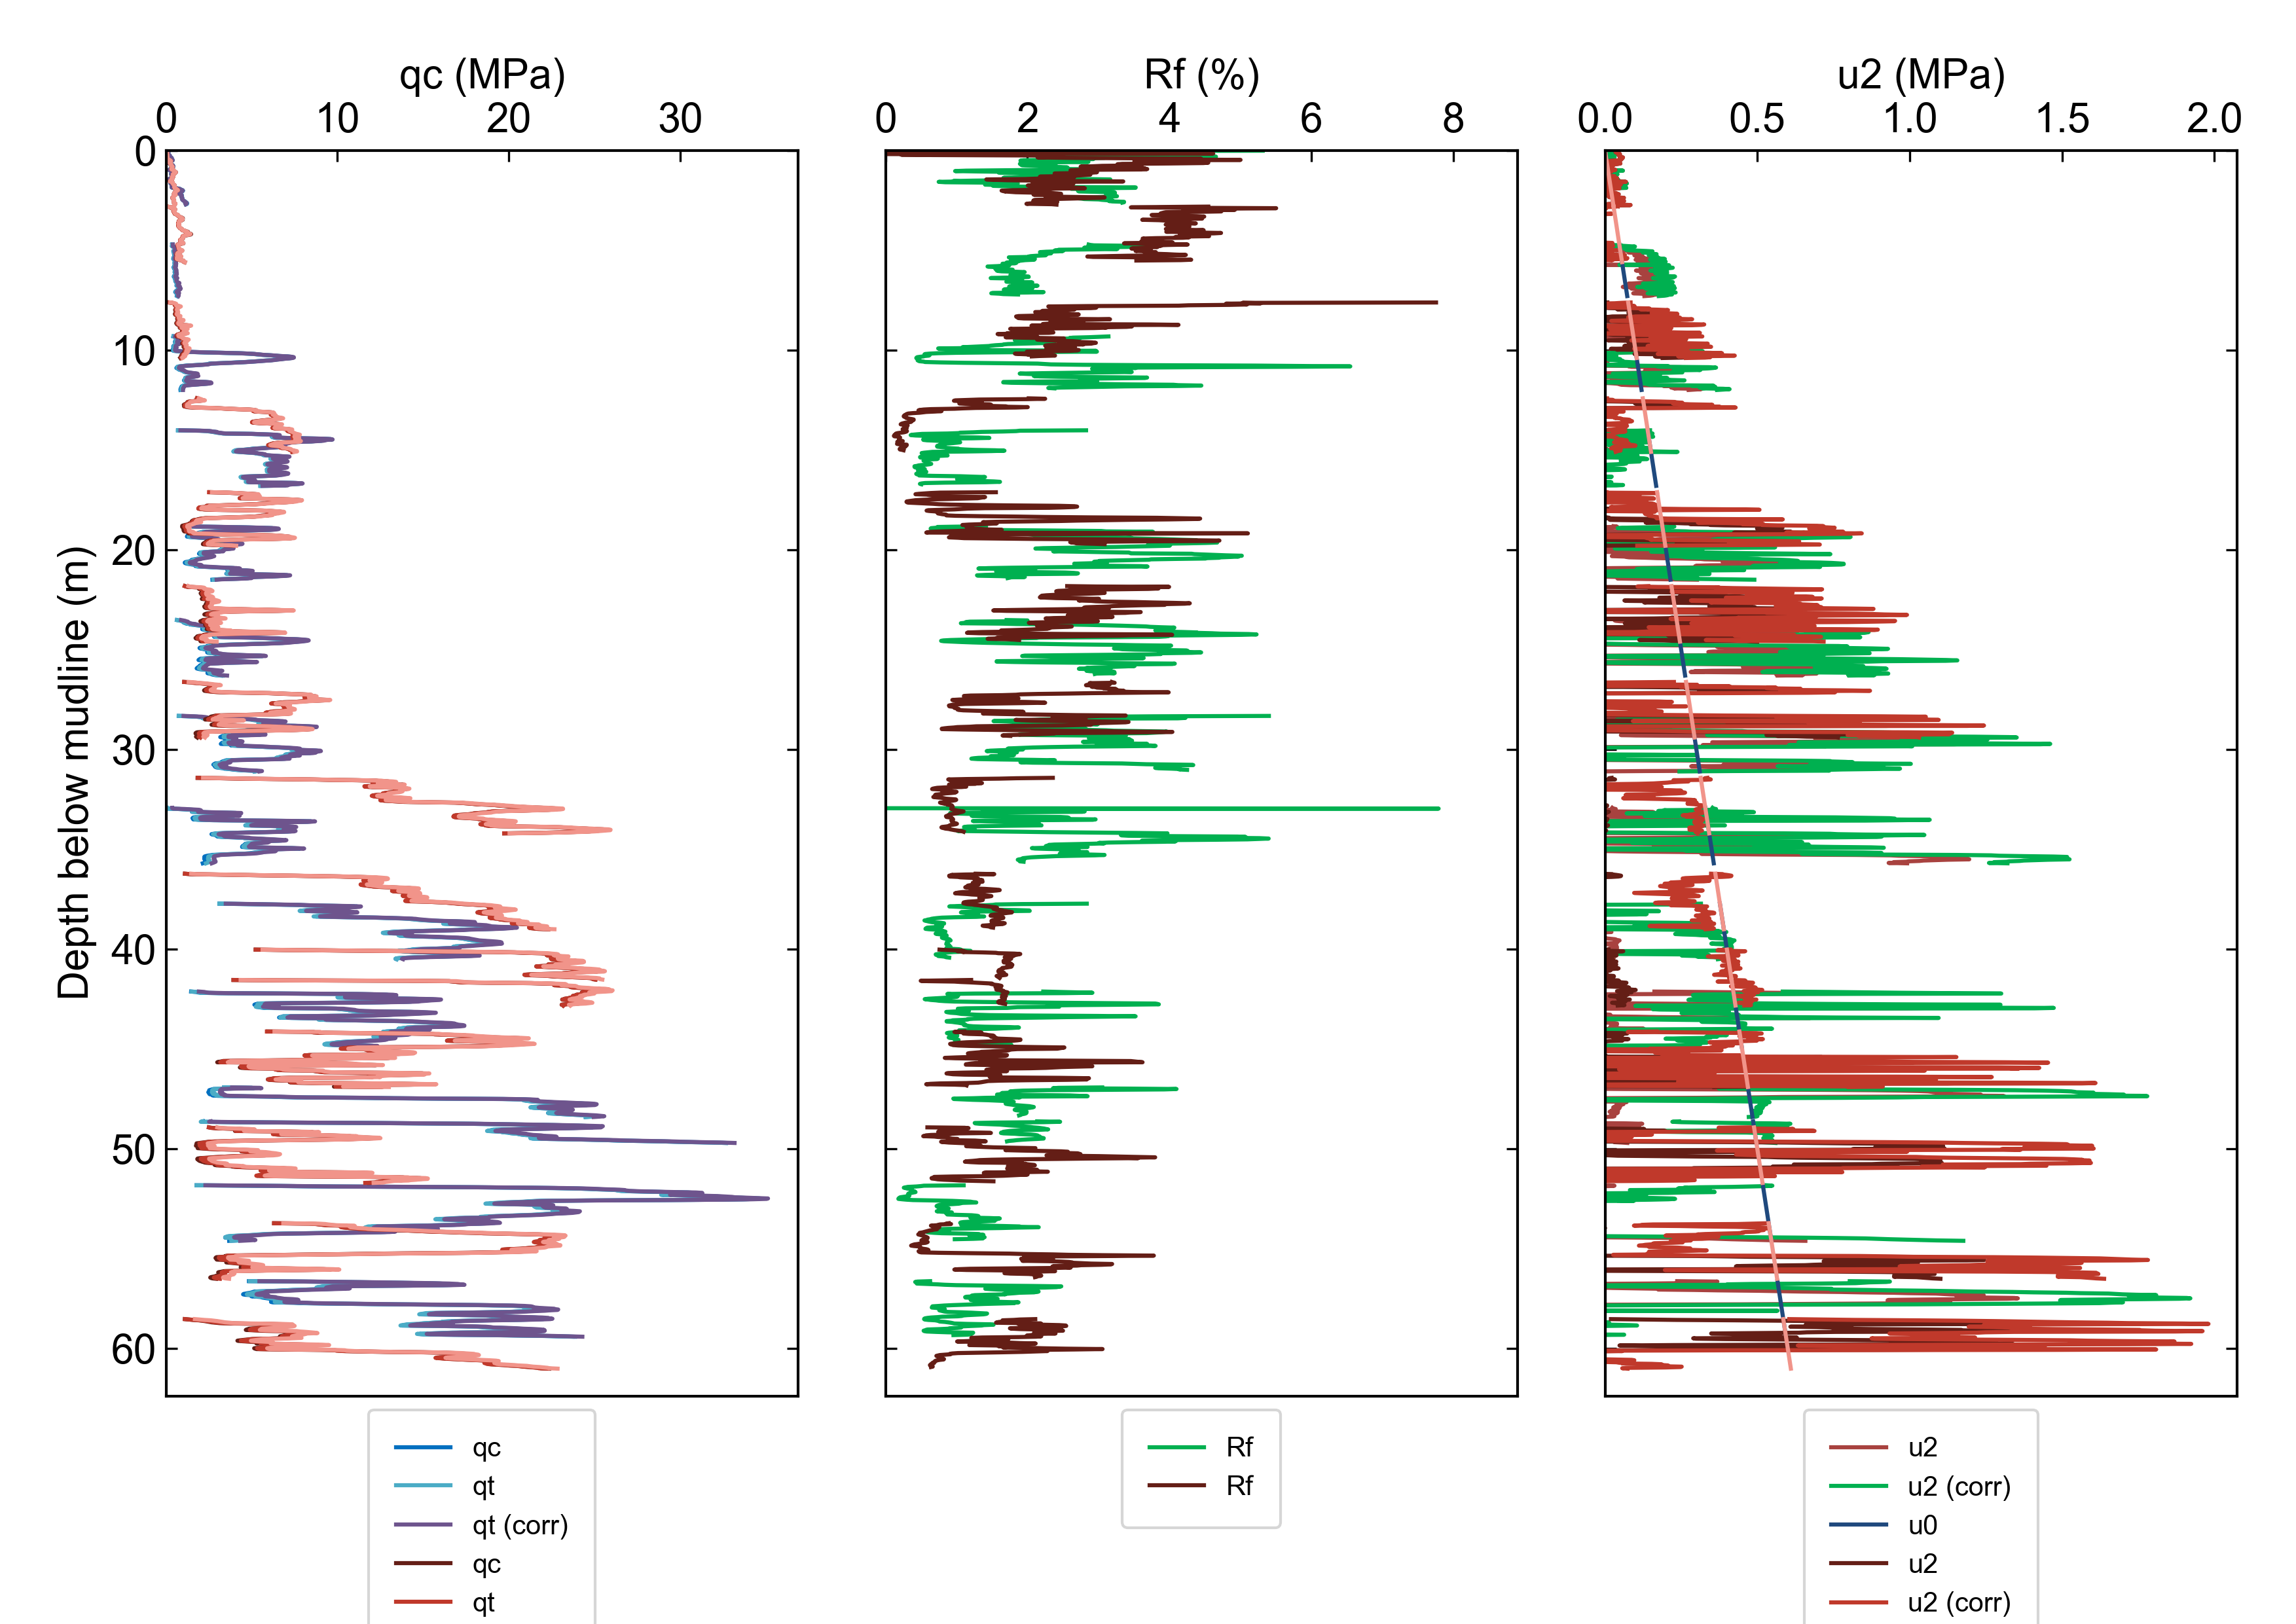 qc (MPa)
0 10 20 30
Rf (%)
0 2 4 6 8
u2 (MPa)
0.0 0.5 1.0 1.5 2.0
Depth below mudline (m)
0
10
20
30
40
50
60
qc
qt
qt (corr)
qc
qt
Rf
Rf
u2
u2 (corr)
u0
u2
u2 (corr)